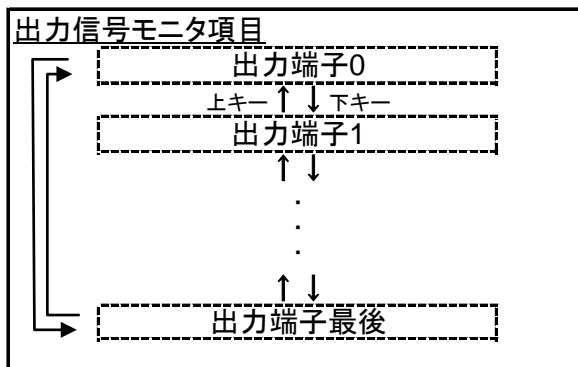 出力信号モニタ項目
出力端子0
上キー 下キー
出力端子1
・
・
・
出力端子最後